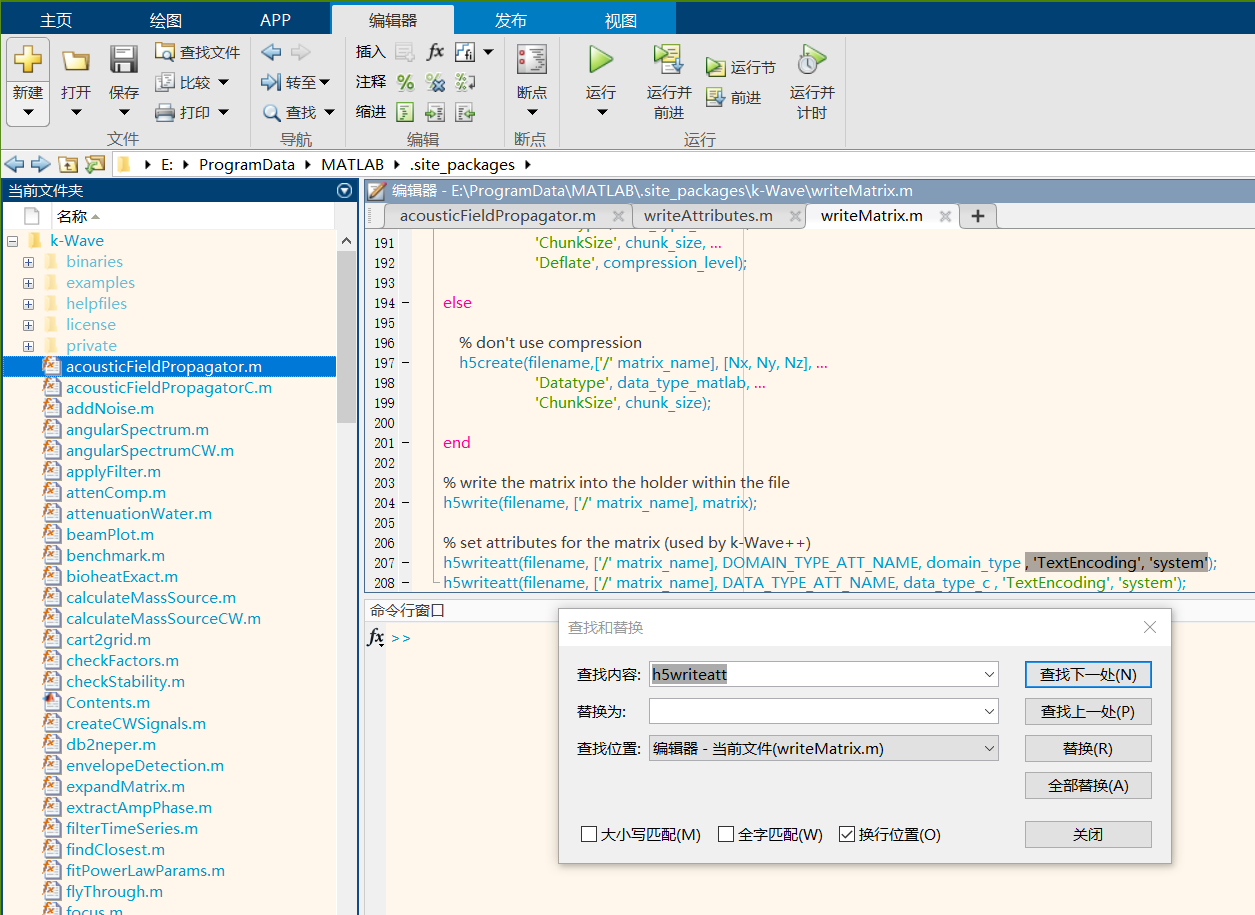 主页 绘图 APP 编辑器 发布 视图
新建 打开 保存 查找文件 比较 打印 文件
转至 查找 导航
插入 fx
注释
缩进
编辑
断点 断点
运行 运行并前进 运行节 前进 运行并计时 运行
E: ProgramData MATLAB .site_packages
当前文件夹
名称
k-Wave
binaries
examples
helpfiles
license
private
acousticFieldPropagator.m
acousticFieldPropagatorC.m
addNoise.m
angularSpectrum.m
angularSpectrumCW.m
applyFilter.m
attenComp.m
attenuationWater.m
beamPlot.m
benchmark.m
bioheatExact.m
calculateMassSource.m
calculateMassSourceCW.m
cart2grid.m
checkFactors.m
checkStability.m
Contents.m
createCWSignals.m
db2neper.m
envelopeDetection.m
expandMatrix.m
extractAmpPhase.m
filterTimeSeries.m
findClosest.m
fitPowerLawParams.m
flyThrough.m
focus.m
编辑器 - E:\ProgramData\MATLAB\.site_packages\k-Wave\writeMatrix.m
acousticFieldPropagator.m writeAttributes.m writeMatrix.m
191 'ChunkSize', chunk_size, ...
192 'Deflate', compression_level);
193
194 else
195
196 % don't use compression
197 h5create(filename,['/' matrix_name], [Nx, Ny, Nz], ...
198 'Datatype', data_type_matlab, ...
199 'ChunkSize', chunk_size);
200
201 end
202
203 % write the matrix into the holder within the file
204 h5write(filename, ['/' matrix_name], matrix);
205
206 % set attributes for the matrix (used by k-Wave++)
207 h5writeatt(filename, ['/' matrix_name], DOMAIN_TYPE_ATT_NAME, domain_type , 'TextEncoding', 'system');
208 h5writeatt(filename, ['/' matrix_name], DATA_TYPE_ATT_NAME, data_type_c , 'TextEncoding', 'system');
命令行窗口
fx >>
查找和替换
查找内容: h5writeatt 查找下一处(N)
替换为: 查找上一处(P)
查找位置: 编辑器 - 当前文件(writeMatrix.m) 替换(R)
全部替换(A)
大小写匹配(M) 全字匹配(W) 换行位置(O) 关闭